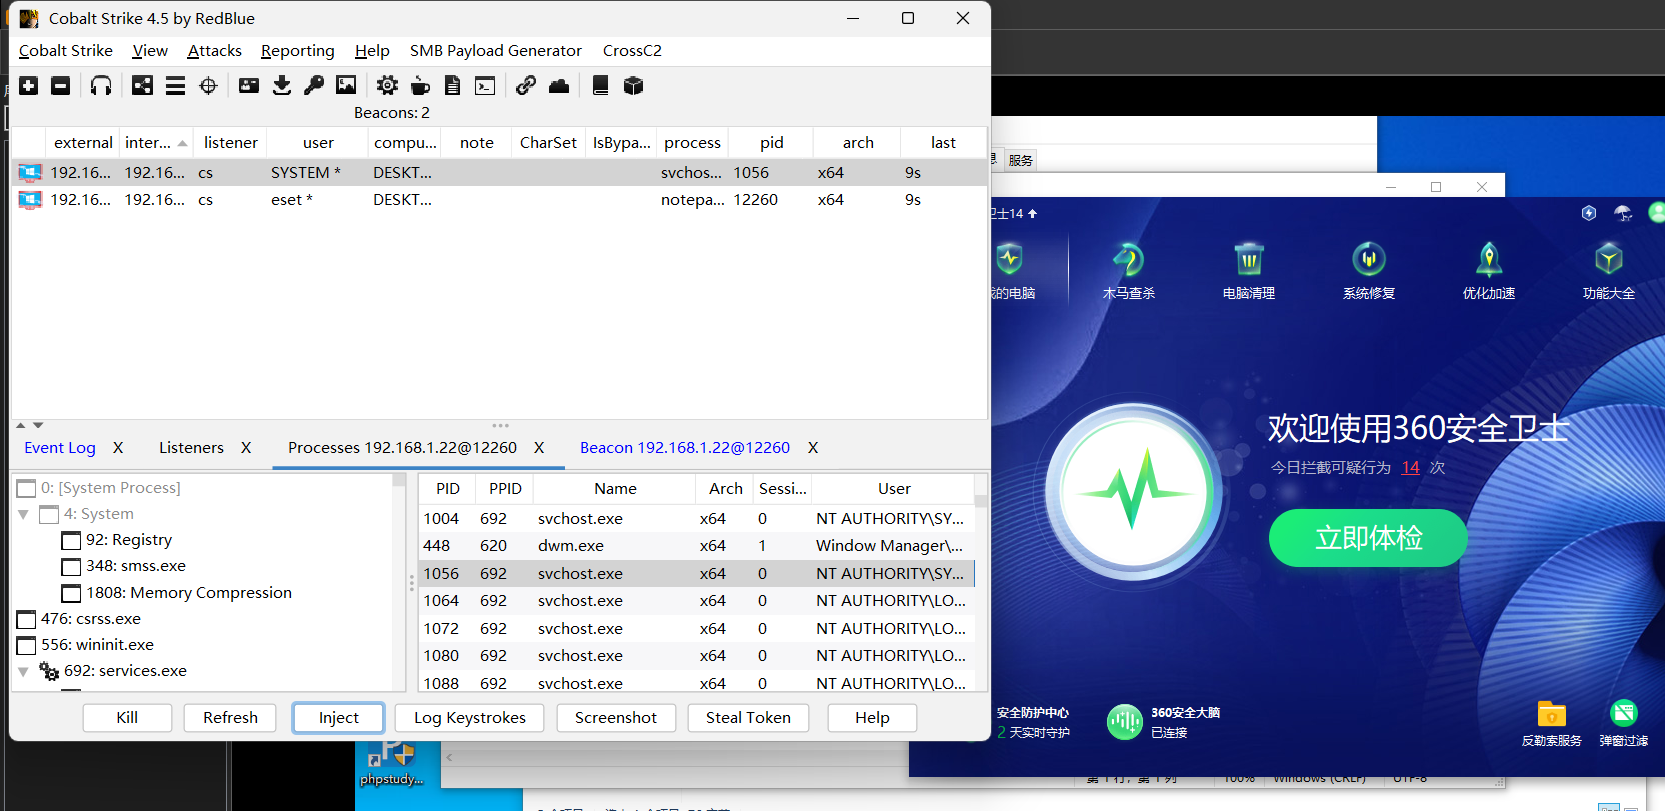 Cobalt Strike 4.5 by RedBlue
Cobalt Strike View Attacks Reporting Help SMB Payload Generator CrossC2
Beacons: 2
external inter... listener user compu... note CharSet IsBypa... process pid arch last
192.16... 192.16... cs SYSTEM * DESKT... svchos... 1056 x64 9s
192.16... 192.16... cs eset * DESKT... notepa... 12260 x64 9s
Event Log X Listeners X Processes 192.168.1.22@12260 X Beacon 192.168.1.22@12260 X
0: [System Process]
4: System
92: Registry
348: smss.exe
1808: Memory Compression
476: csrss.exe
556: wininit.exe
692: services.exe
PID PPID Name Arch Sessi... User
1004 692 svchost.exe x64 0 NT AUTHORITY\SY...
448 620 dwm.exe x64 1 Window Manager\...
1056 692 svchost.exe x64 0 NT AUTHORITY\SY...
1064 692 svchost.exe x64 0 NT AUTHORITY\LO...
1072 692 svchost.exe x64 0 NT AUTHORITY\LO...
1080 692 svchost.exe x64 0 NT AUTHORITY\LO...
1088 692 svchost.exe x64 0 NT AUTHORITY\LO...
Kill Refresh Inject Log Keystrokes Screenshot Steal Token Help
服务
卫士14
我的电脑 木马查杀 电脑清理 系统修复 优化加速 功能大全
欢迎使用360安全卫士
今日拦截可疑行为 14 次
立即体检
安全防护中心
2 天实时守护
360安全大脑
已连接
反勒索服务 弹窗过滤
phpstudy...
第 1 行，第 1 列 100% Windows (CRLF) UTF-8